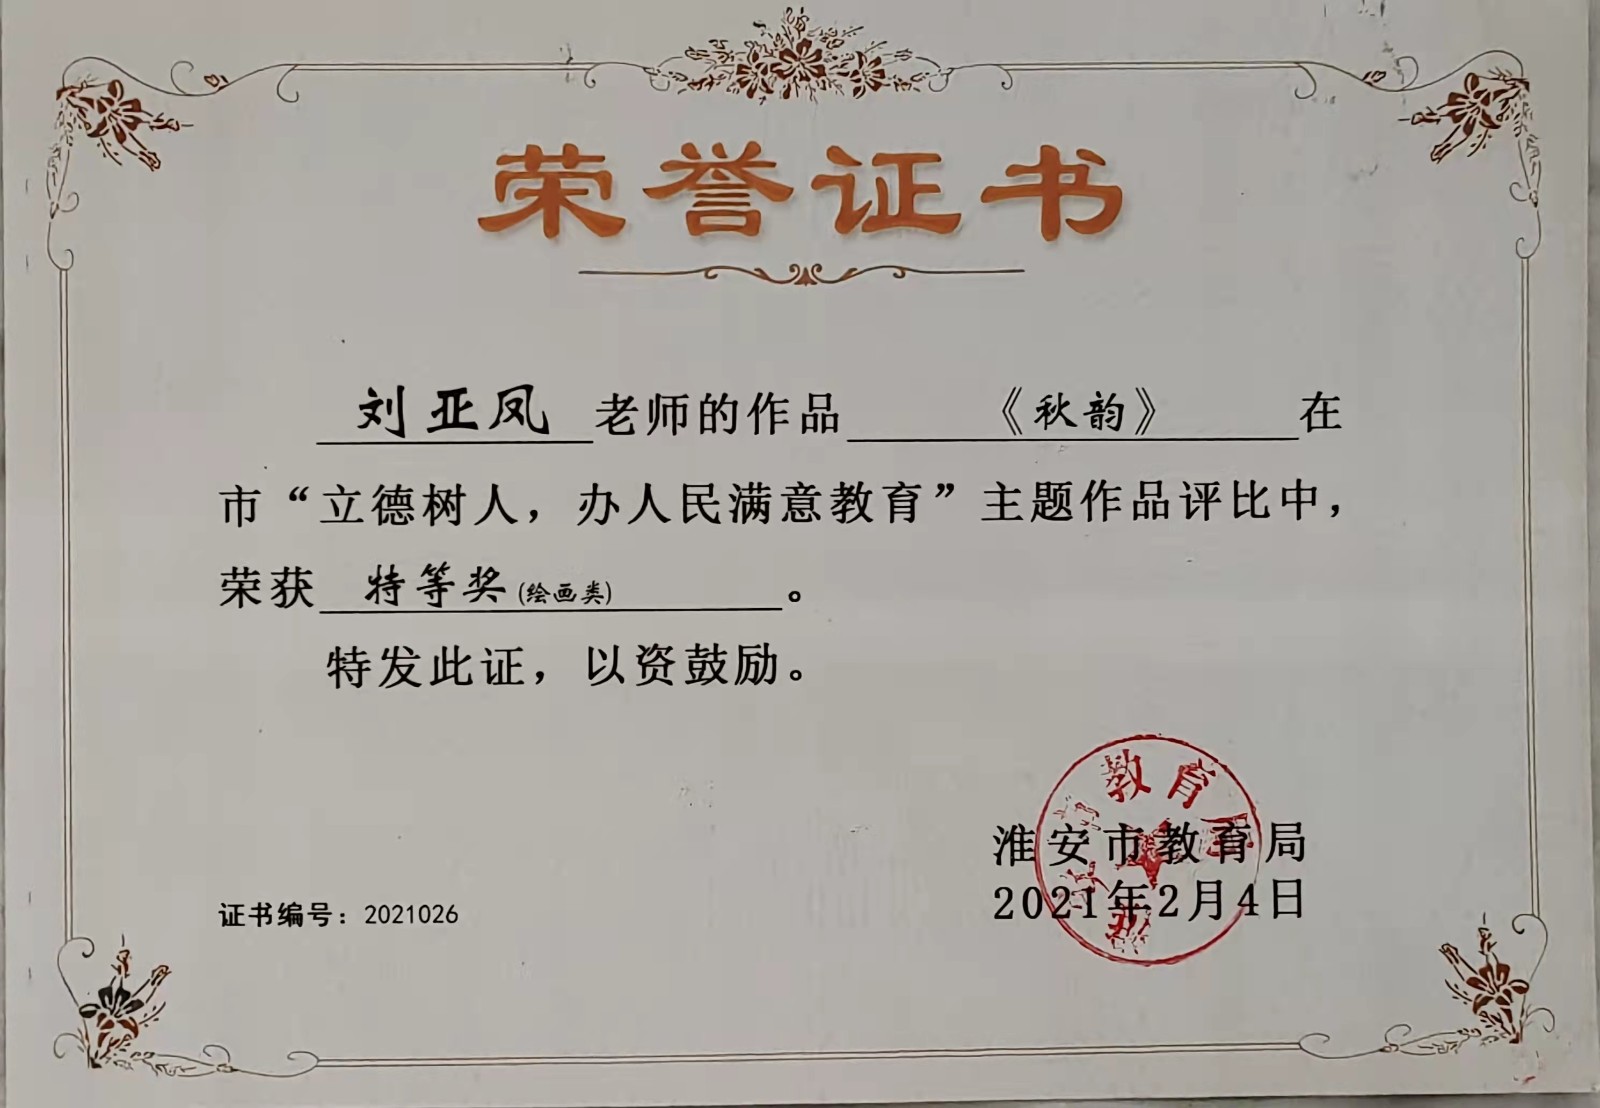 荣誉证书
刘亚凤老师的作品《秋韵》在
市“立德树人，办人民满意教育”主题作品评比中，
荣获 特等奖(绘画类)。
特发此证，以资鼓励。
教育
淮安市教育局
2021年2月4日
证书编号：2021026